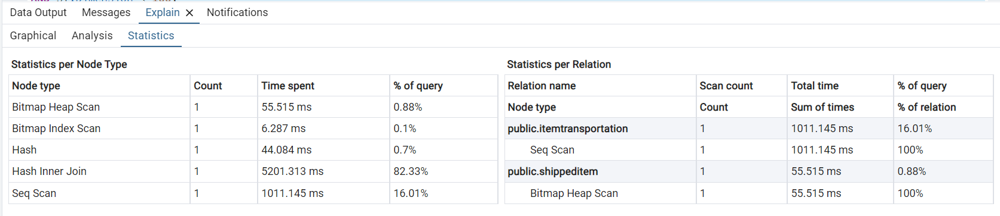 Data Output Messages Explain × Notifications
Graphical Analysis Statistics
Statistics per Node Type
Node type Count Time spent % of query
Bitmap Heap Scan 1 55.515 ms 0.88%
Bitmap Index Scan 1 6.287 ms 0.1%
Hash 1 44.084 ms 0.7%
Hash Inner Join 1 5201.313 ms 82.33%
Seq Scan 1 1011.145 ms 16.01%
Statistics per Relation
Relation name Scan count Total time % of query
Node type Count Sum of times % of relation
public.itemtransportation 1 1011.145 ms 16.01%
Seq Scan 1 1011.145 ms 100%
public.shippeditem 1 55.515 ms 0.88%
Bitmap Heap Scan 1 55.515 ms 100%